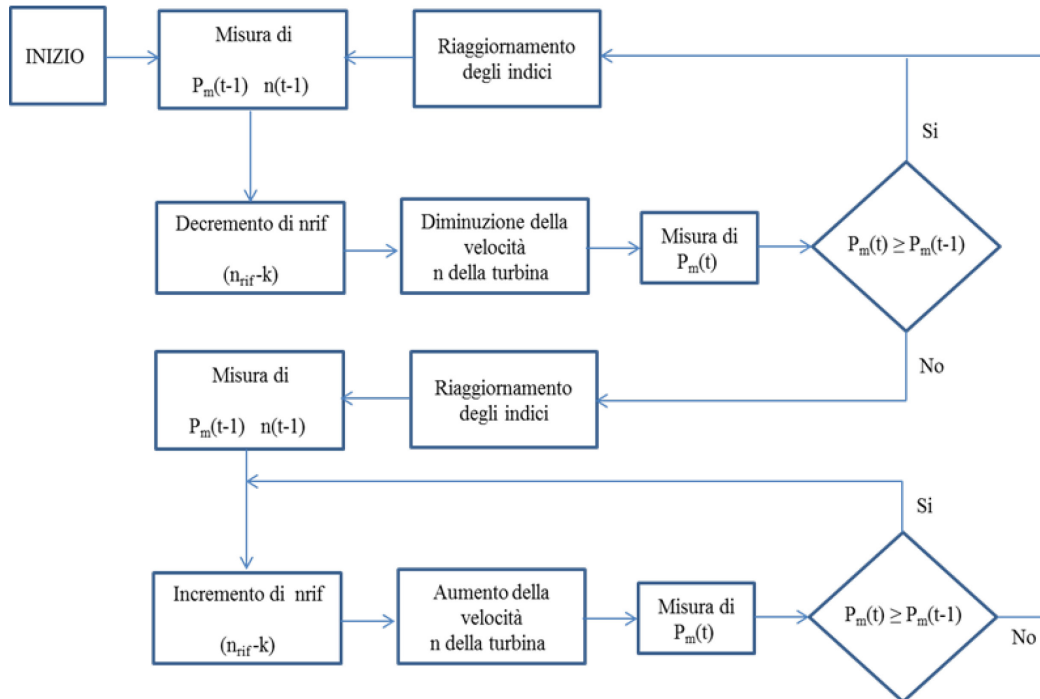 INIZIO
Misura di
Pm(t-1) n(t-1)
Riaggiornamento
degli indici
Si
Decremento di nrif
(nrif-k)
Diminuzione della
velocità
n della turbina
Misura di
Pm(t)
Pm(t) ≥ Pm(t-1)
No
Misura di
Pm(t-1) n(t-1)
Riaggiornamento
degli indici
Si
Incremento di nrif
(nrif-k)
Aumento della
velocità
n della turbina
Misura di
Pm(t)
Pm(t) ≥ Pm(t-1)
No